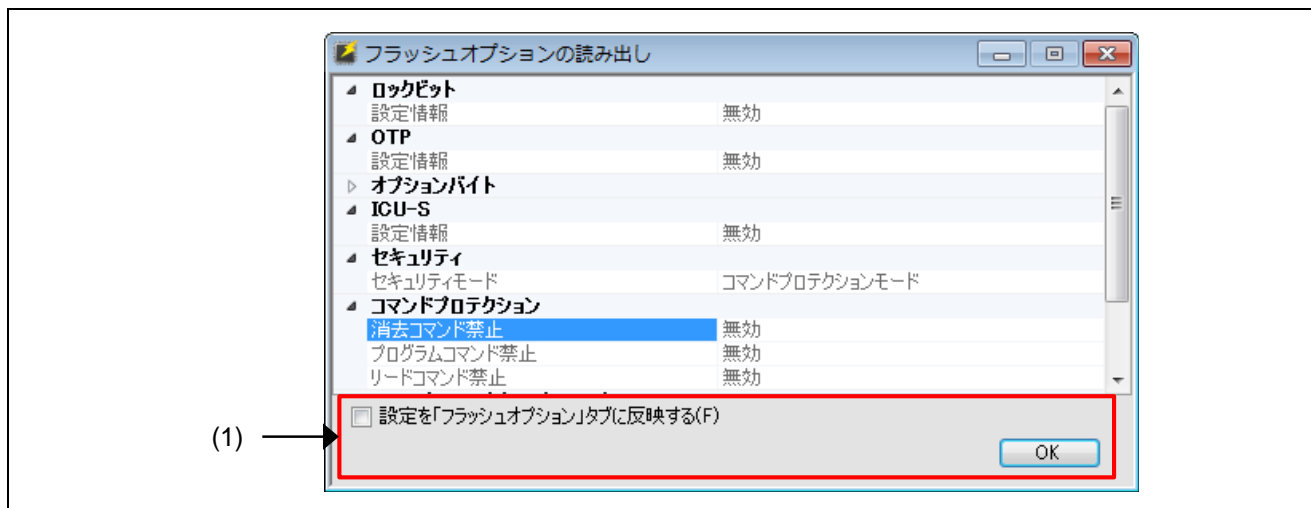 フラッシュオプションの読み出し
ロックビット
設定情報 無効
OTP
設定情報 無効
オプションバイト
ICU-S
設定情報 無効
セキュリティ
セキュリティモード コマンドプロテクションモード
コマンドプロテクション
消去コマンド禁止 無効
プログラムコマンド禁止 無効
リードコマンド禁止 無効
設定を「フラッシュオプション」タブに反映する(F)
(1)
OK